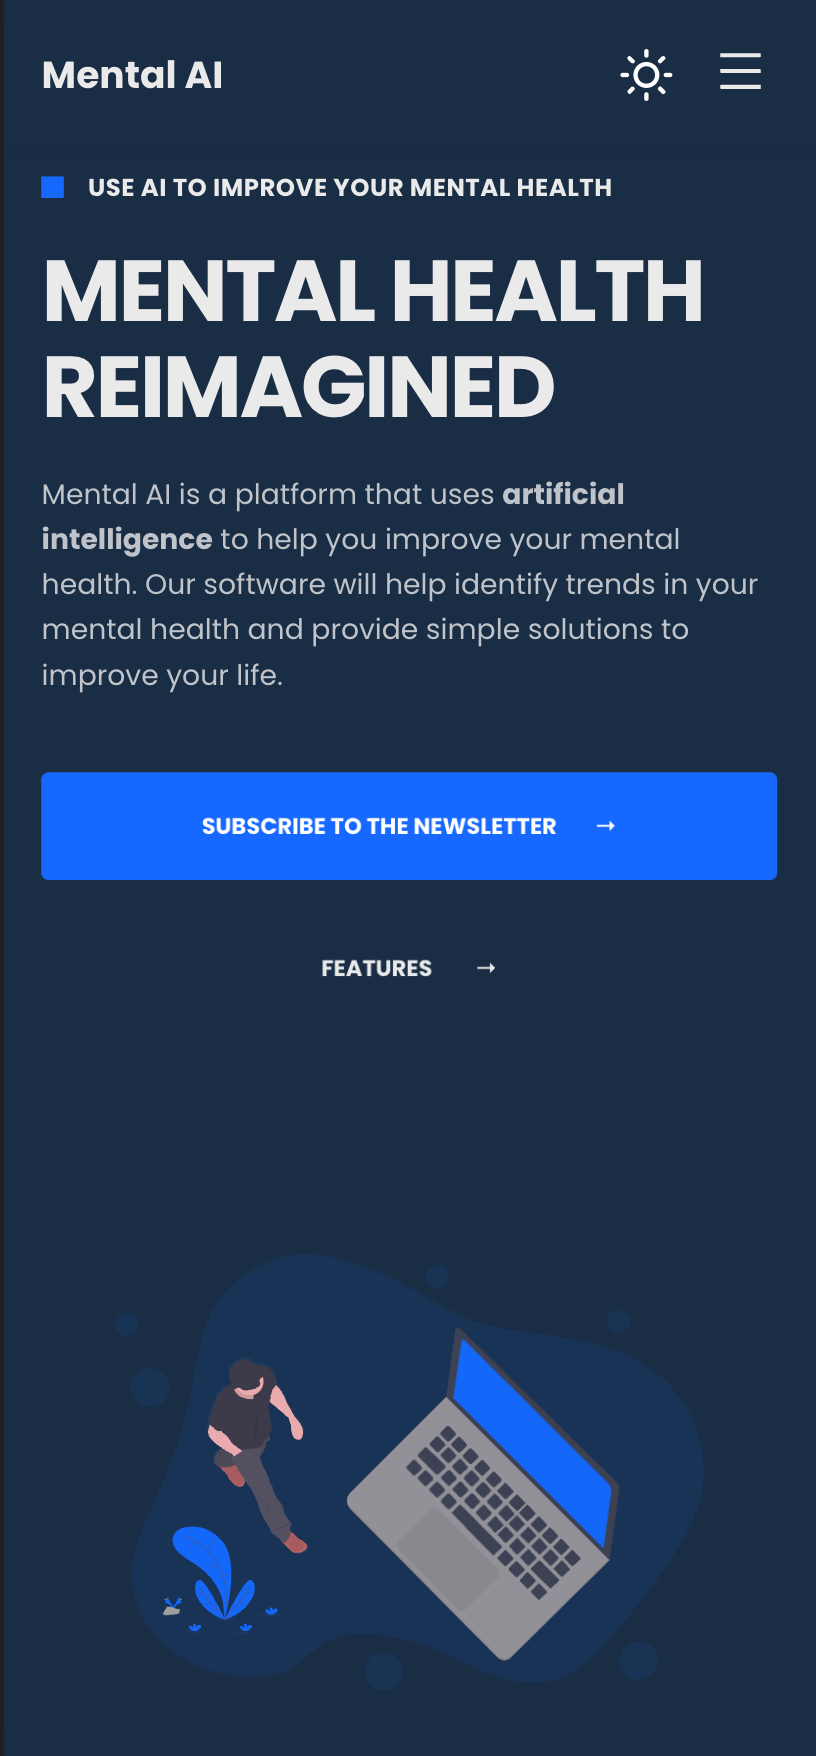 Mental AI
USE AI TO IMPROVE YOUR MENTAL HEALTH
MENTAL HEALTH
REIMAGINED
Mental AI is a platform that uses artificial
intelligence to help you improve your mental
health. Our software will help identify trends in your
mental health and provide simple solutions to
improve your life.
SUBSCRIBE TO THE NEWSLETTER →
FEATURES →